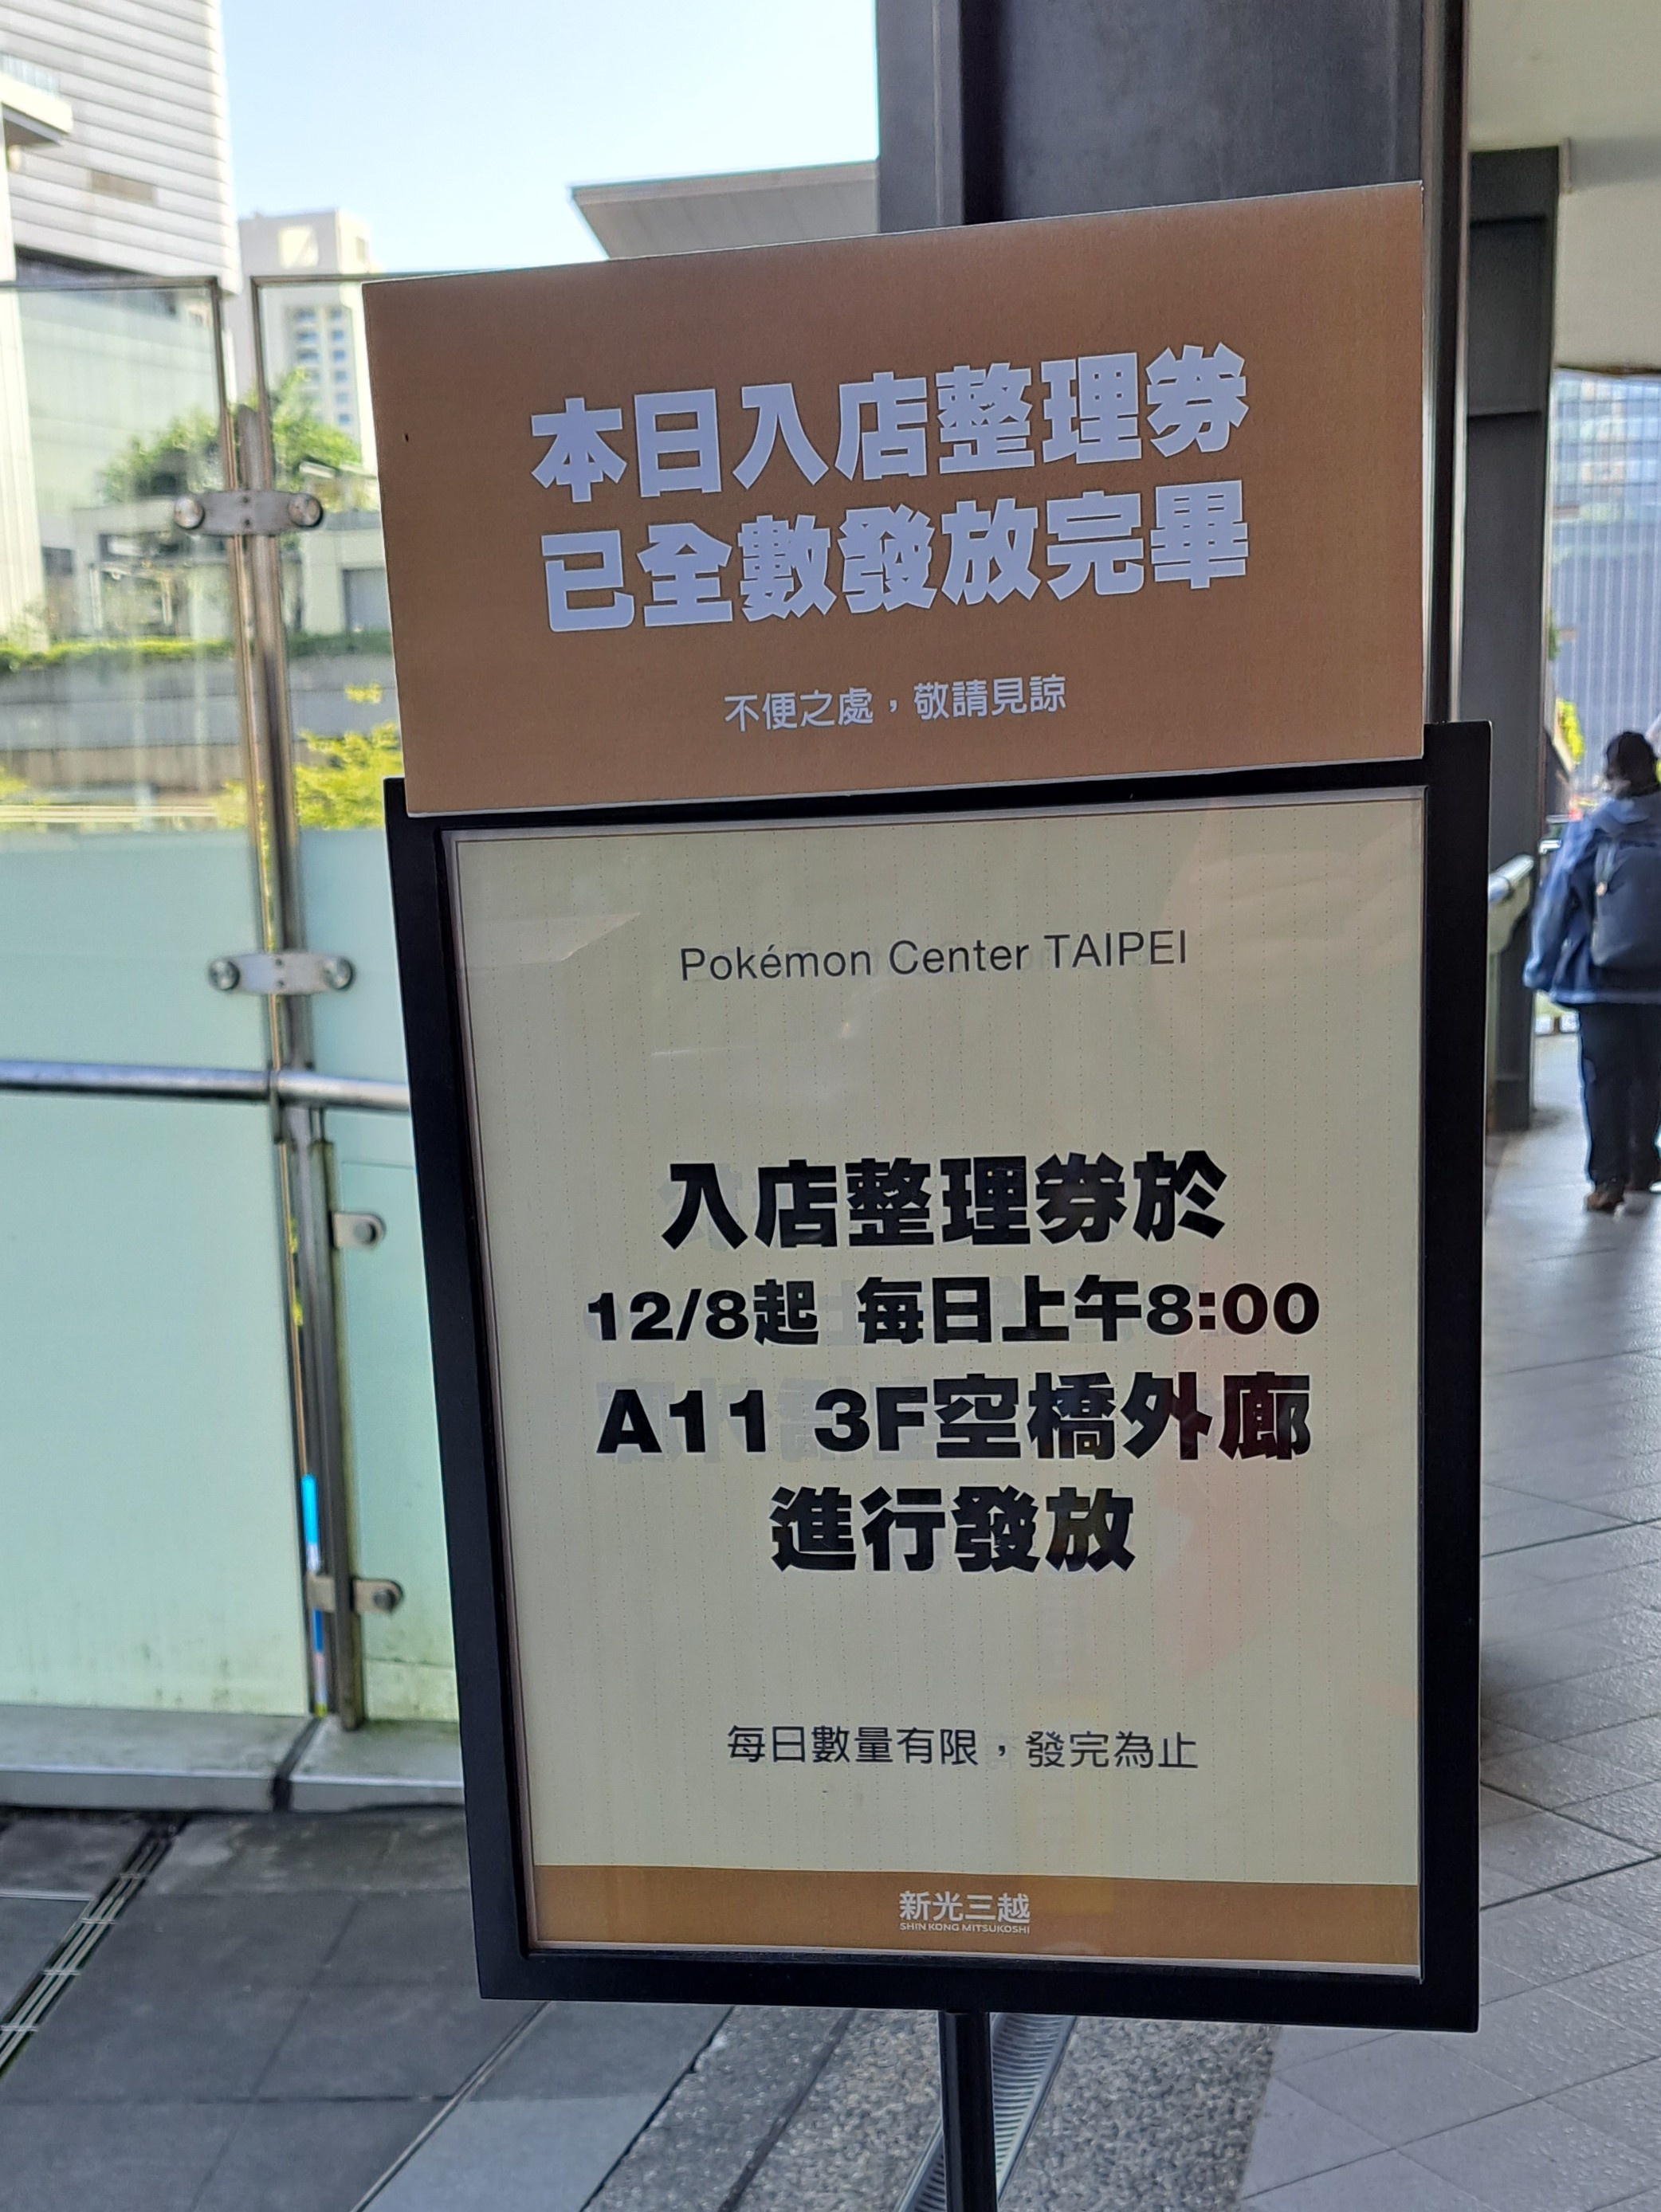 本日入店整理券
已全數發放完畢
不便之處，敬請見諒
Pokémon Center TAIPEI
入店整理券於
12/8起 每日上午8:00
A11 3F空橋外廊
進行發放
每日數量有限，發完為止
新光三越
SHIN KONG MITSUKOSHI